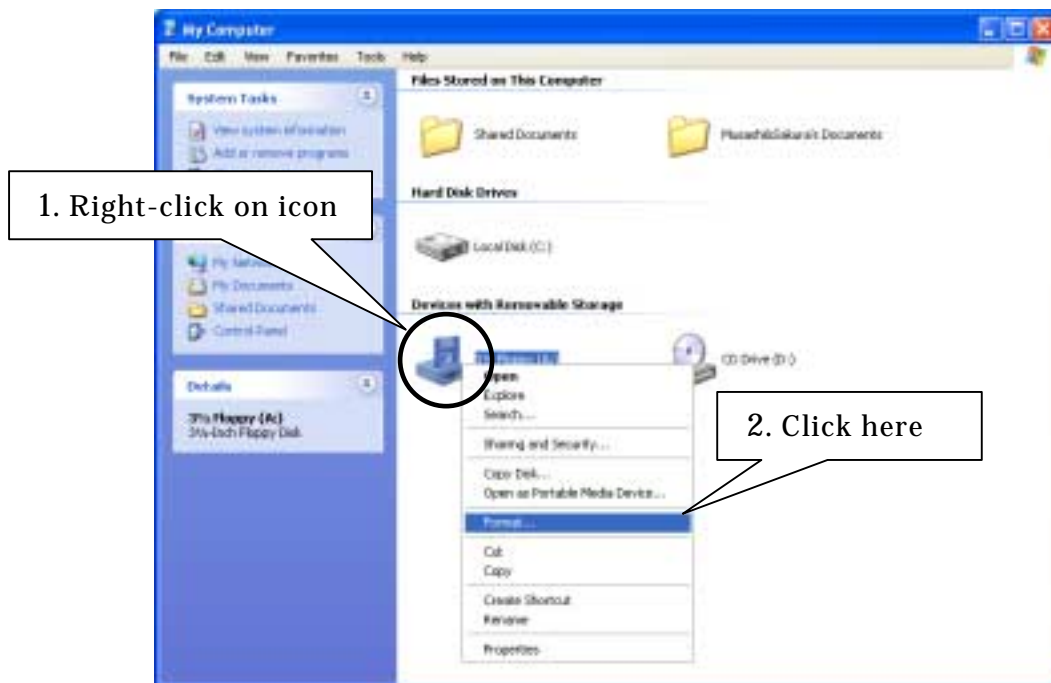 My Computer
File Edit View Favorites Tools Help
Files Stored on This Computer
System Tasks
View system information
Add or remove programs
Shared Documents
Documents
1. Right-click on icon
Hard Disk Drives
Local Disk (C:)
My Documents
Shared Documents
Control Panel
Devices with Removable Storage
3½ Floppy (A:)
CD Drive (D:)
Details
3½ Floppy (A:)
3½-Inch Floppy Disk
Open
Explore
Search...
Sharing and Security...
Copy Disk...
Open as Portable Media Device...
Format...
Cut
Copy
Create Shortcut
Rename
Properties
2. Click here